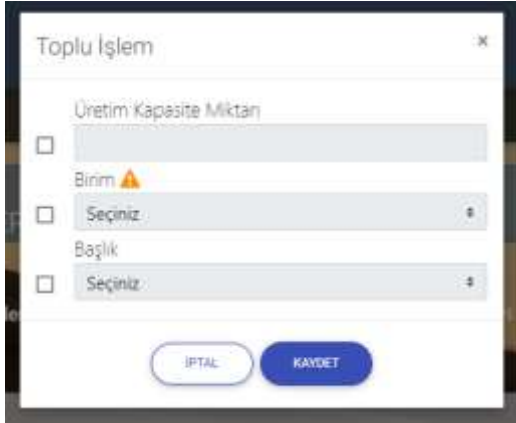 Toplu İşlem
×
Üretim Kapasite Miktarı
Birim
Seçiniz
Başlık
Seçiniz
İPTAL
KAYDET